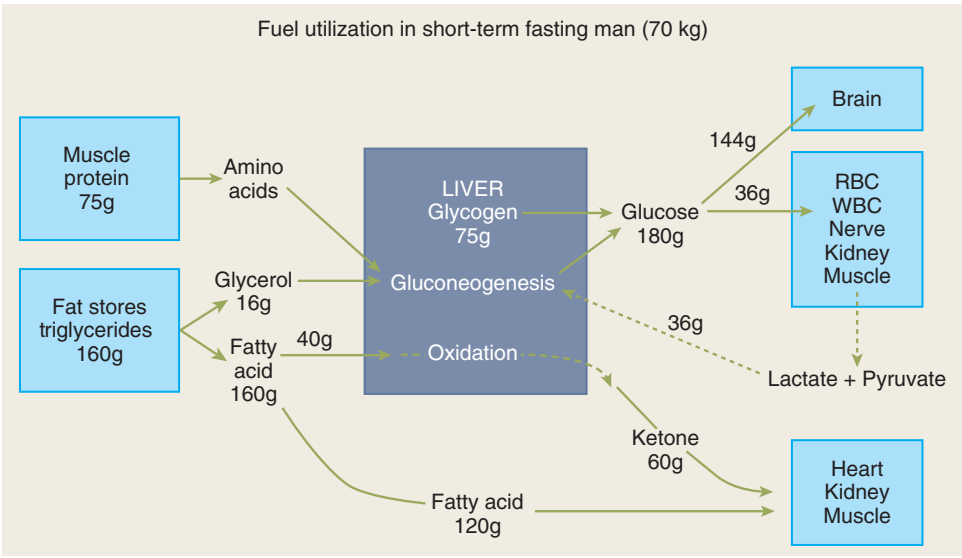 Fuel utilization in short-term fasting man (70 kg)
Muscle
protein
75g
Amino
acids
Fat stores
triglycerides
160g
Glycerol
16g
Fatty
acid
160g
40g
LIVER
Glycogen
75g
Gluconeogenesis
Oxidation
Glucose
180g
144g
36g
Brain
RBC
WBC
Nerve
Kidney
Muscle
36g
Lactate + Pyruvate
Ketone
60g
Fatty acid
120g
Heart
Kidney
Muscle